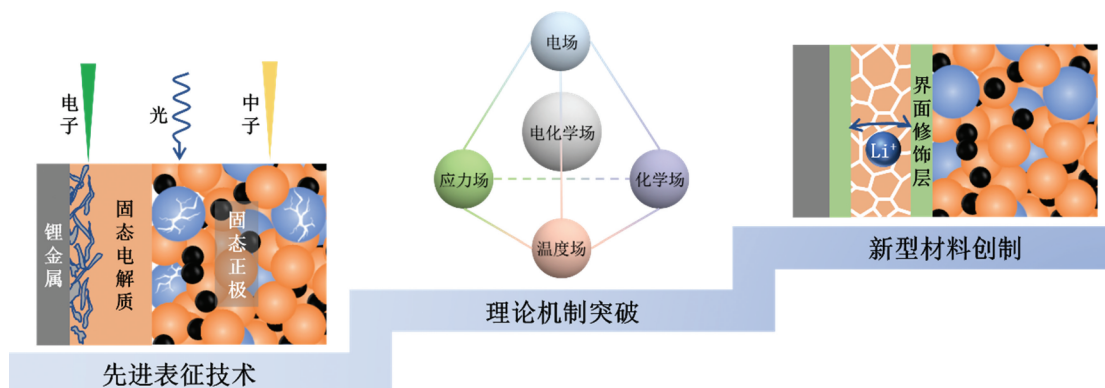 电子
光
中子
锂金属
固态电解质
固态正极
先进表征技术
电场
电化学场
应力场
化学场
温度场
理论机制突破
Li⁺
界面修饰层
新型材料创制